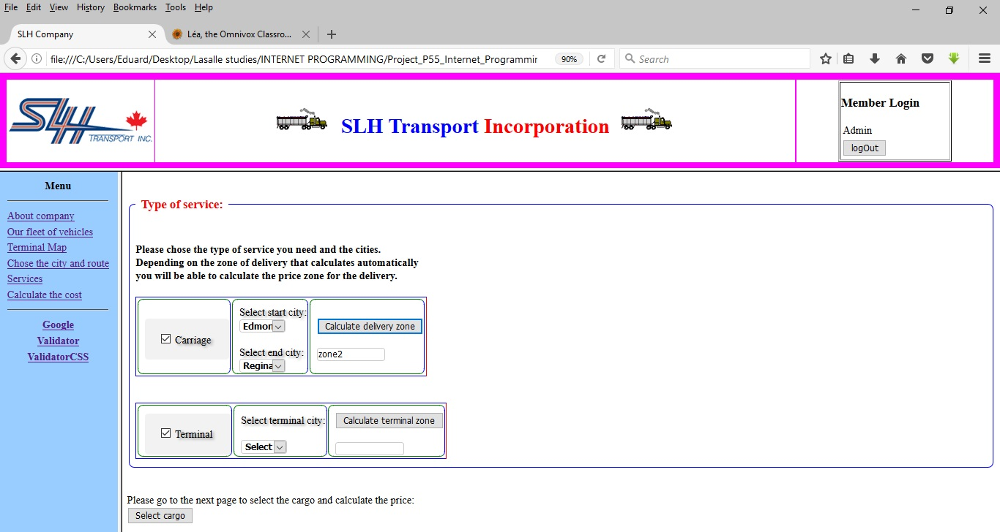 File Edit View History Bookmarks Tools Help
SLH Company
Léa, the Omnivox Classro...
file:///C:/Users/Eduard/Desktop/Lasalle studies/INTERNET PROGRAMMING/Project_P55_Internet_Programmin
90%
Search
SLH
TRANSPORT INC.
SLH Transport Incorporation
Member Login
Admin
logOut
Menu
About company
Our fleet of vehicles
Terminal Map
Chose the city and route
Services
Calculate the cost
Google
Validator
ValidatorCSS
Type of service:
Please chose the type of service you need and the cities.
Depending on the zone of delivery that calculates automatically
you will be able to calculate the price zone for the delivery.
Carriage
Select start city:
Edmon
Select end city:
Regina
Calculate delivery zone
zone2
Terminal
Select terminal city:
Select
Calculate terminal zone
Please go to the next page to select the cargo and calculate the price:
Select cargo